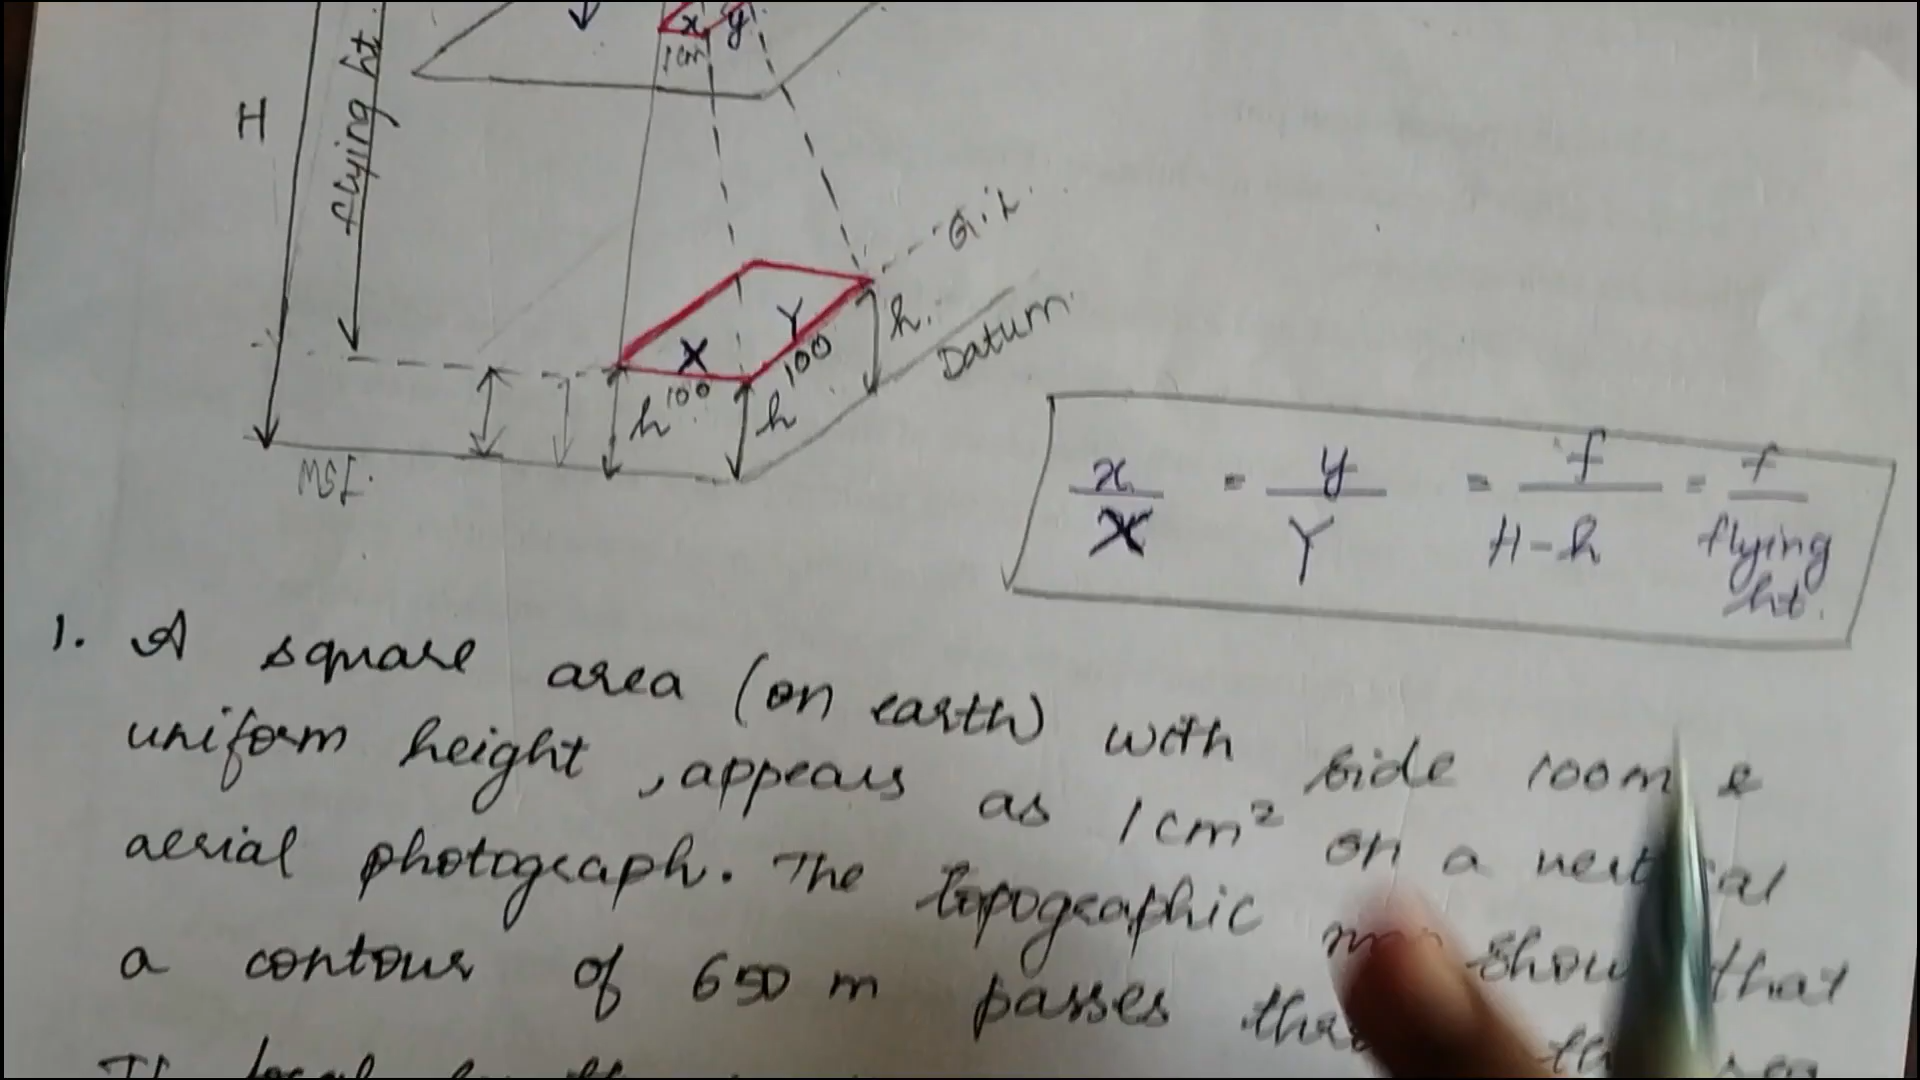 x y
1cm
H
flying ht.
G.L.
X
100
Y
100
h
h
h.
Datum.
MSL.
x/X = y/Y = f/H-h = f/flying ht.
1. A square area (on earth) with side 100m &
uniform height, appears as 1cm² on a vertical
aerial photograph. The topographic shows that
a contour of 650 m passes